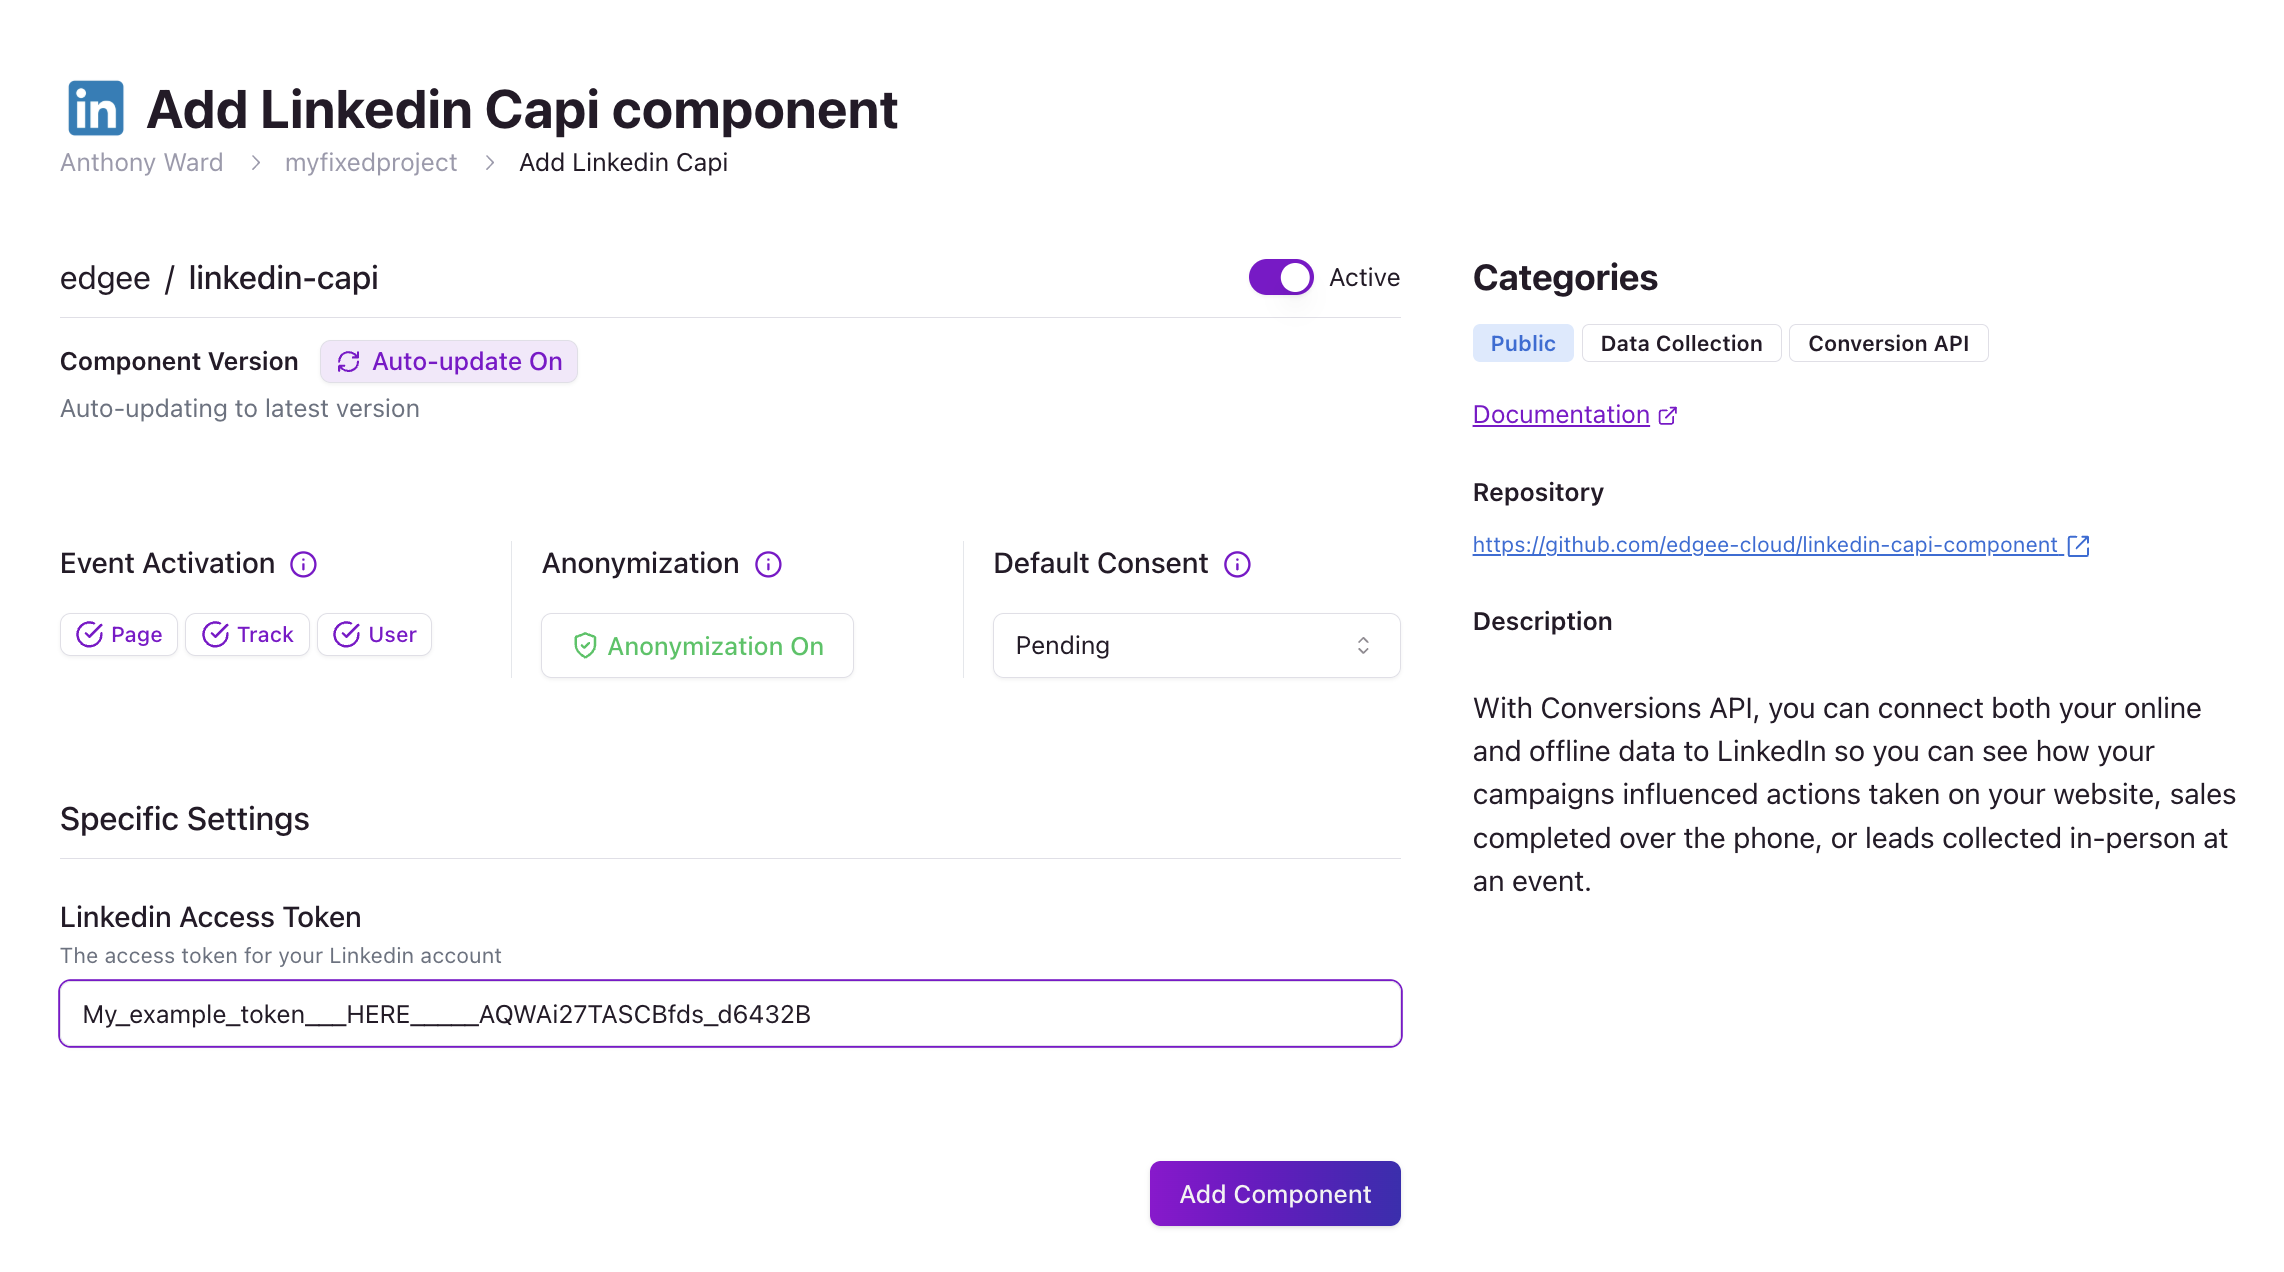 in Add Linkedin Capi component
Anthony Ward > myfixedproject > Add Linkedin Capi
edgee / linkedin-capi
Active
Component Version
Auto-update On
Auto-updating to latest version
Event Activation
Page
Track
User
Anonymization
Anonymization On
Default Consent
Pending
Specific Settings
Linkedin Access Token
The access token for your Linkedin account
My_example_token___HERE_____AQWAi27TASCBfds_d6432B
Add Component
Categories
Public
Data Collection
Conversion API
Documentation
Repository
https://github.com/edgee-cloud/linkedin-capi-component
Description
With Conversions API, you can connect both your online
and offline data to LinkedIn so you can see how your
campaigns influenced actions taken on your website, sales
completed over the phone, or leads collected in-person at
an event.